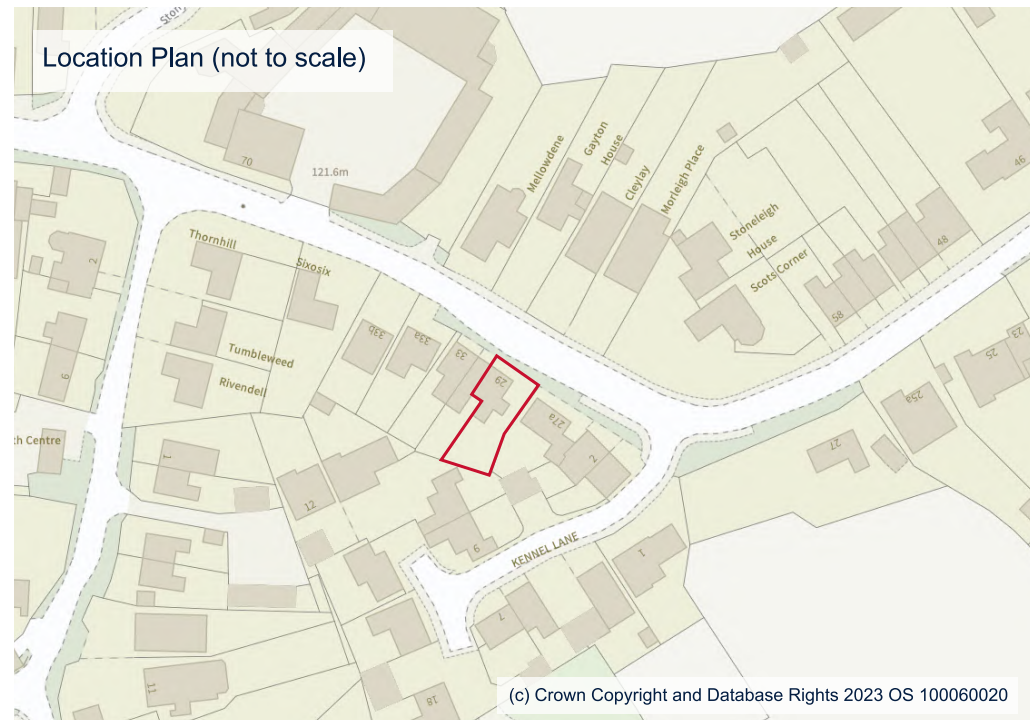 Location Plan (not to scale)
70
121.6m
Mellowdene
Gayton
House
Cleylay
Morleigh Place
Stoneleigh
House
Scots Corner
46
48
58
Thornhill
Sixosix
2
33b
33a
33
29
Tumbleweed
Rivendell
9
27a
2
23
25
25a
27
th Centre
1
12
9
KENNEL LANE
1
7
11
18
(c) Crown Copyright and Database Rights 2023 OS 100060020